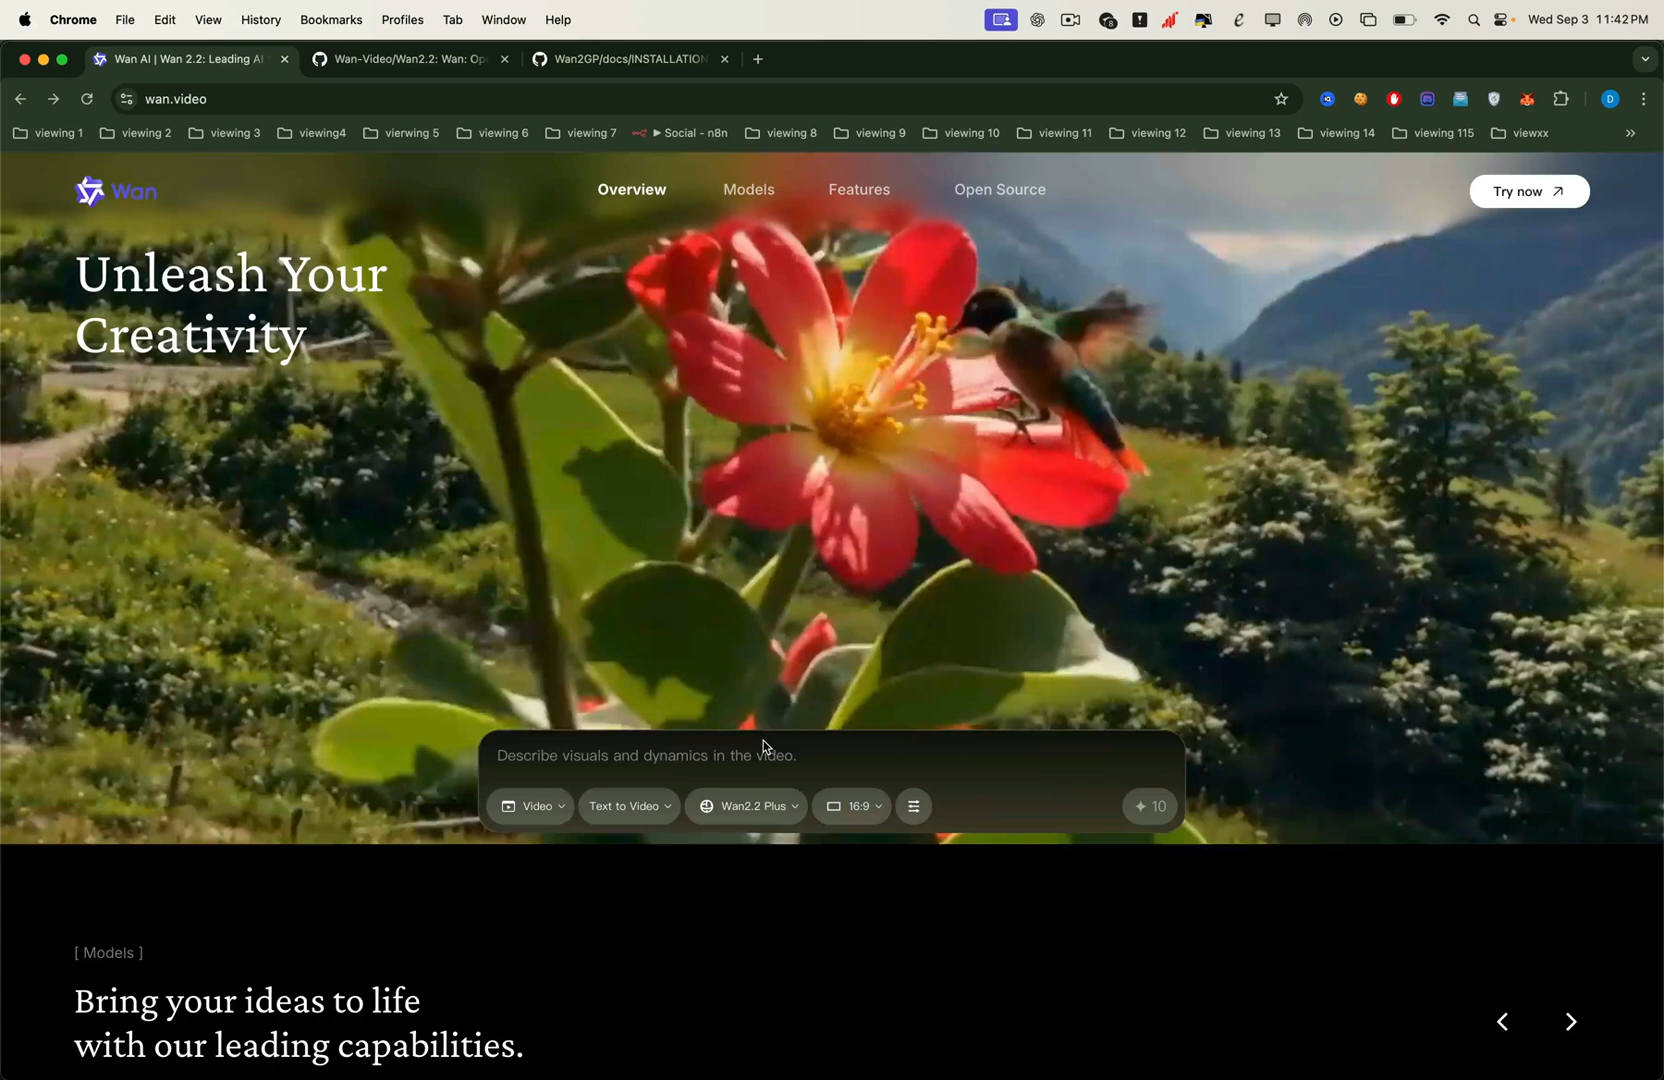 Chrome File Edit View History Bookmarks Profiles Tab Window Help Wed Sep 3 11:42 PM
Wan AI | Wan 2.2: Leading AI Wan-Video/Wan2.2: Wan: Op Wan2GP/docs/INSTALLATION
wan.video D
viewing 1 viewing 2 viewing 3 viewing4 vierwing 5 viewing 6 viewing 7 ► Social - n8n viewing 8 viewing 9 viewing 10 viewing 11 viewing 12 viewing 13 viewing 14 viewing 115 viewxx
Wan Overview Models Features Open Source Try now
Unleash Your
Creativity
Describe visuals and dynamics in the video.
Video Text to Video Wan2.2 Plus 16:9 10
[ Models ]
Bring your ideas to life
with our leading capabilities.